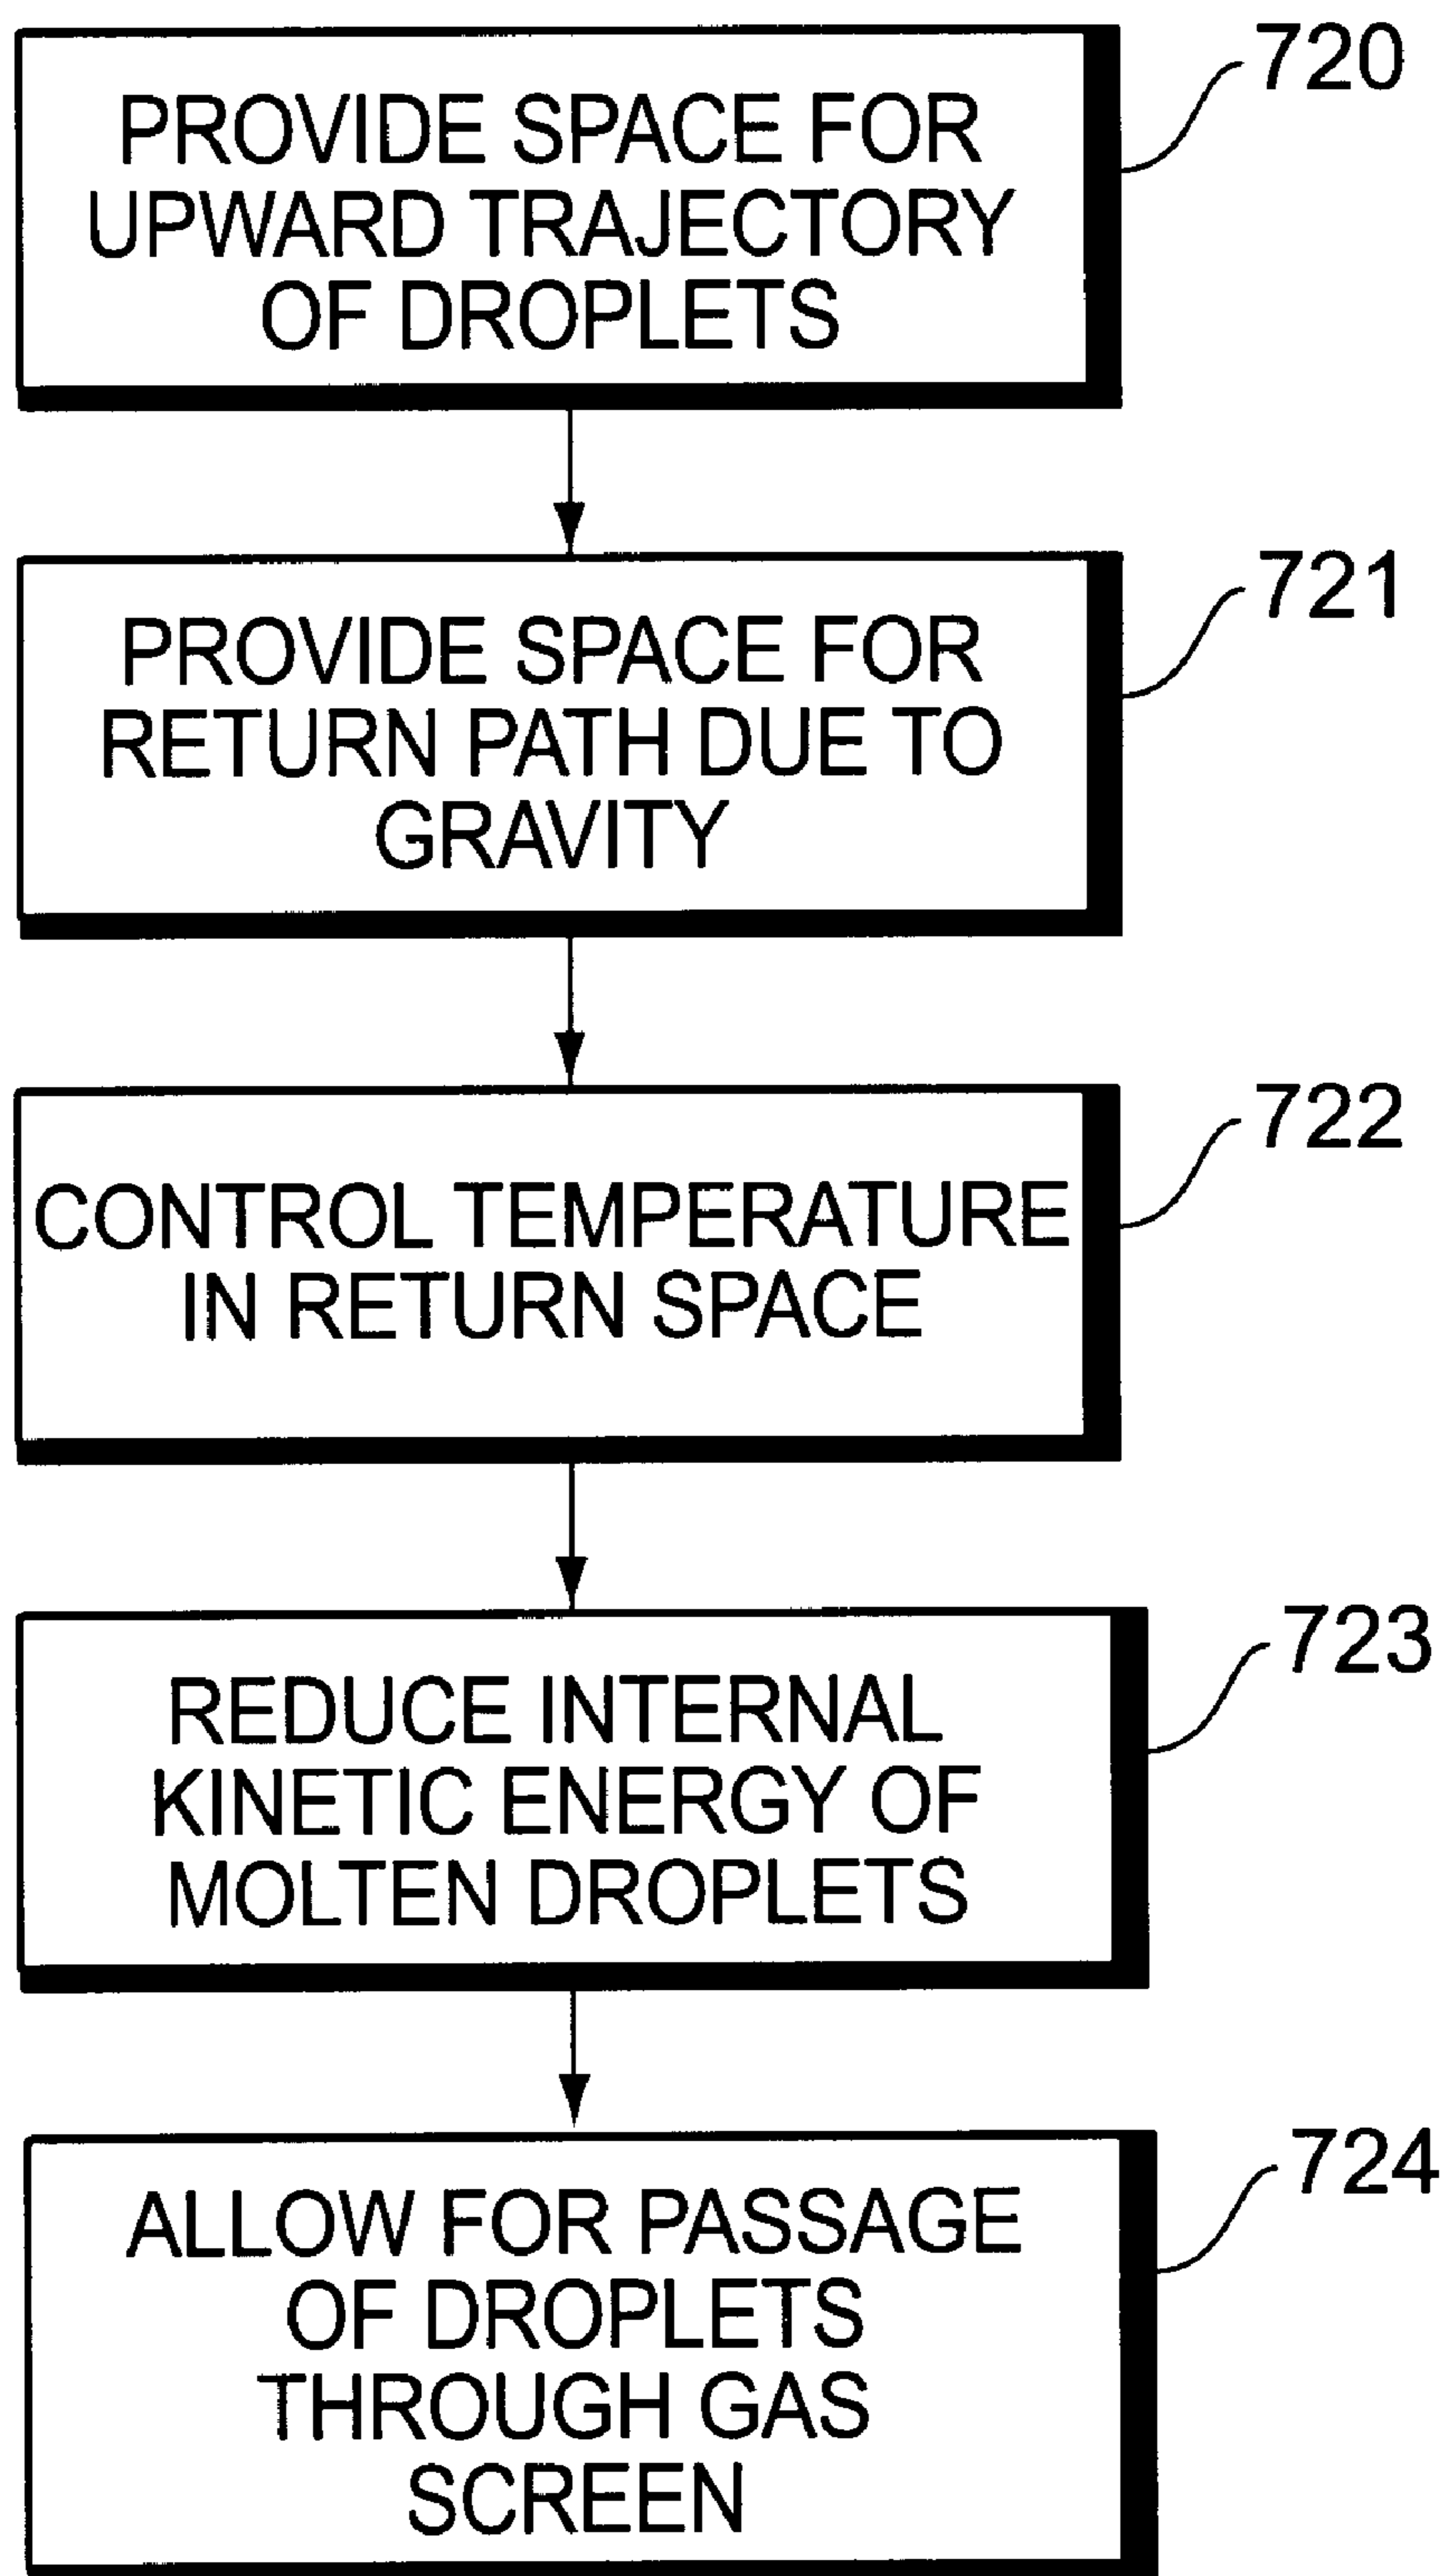 720
PROVIDE SPACE FOR
UPWARD TRAJECTORY
OF DROPLETS
721
PROVIDE SPACE FOR
RETURN PATH DUE TO
GRAVITY
722
CONTROL TEMPERATURE
IN RETURN SPACE
723
REDUCE INTERNAL
KINETIC ENERGY OF
MOLTEN DROPLETS
724
ALLOW FOR PASSAGE
OF DROPLETS
THROUGH GAS
SCREEN